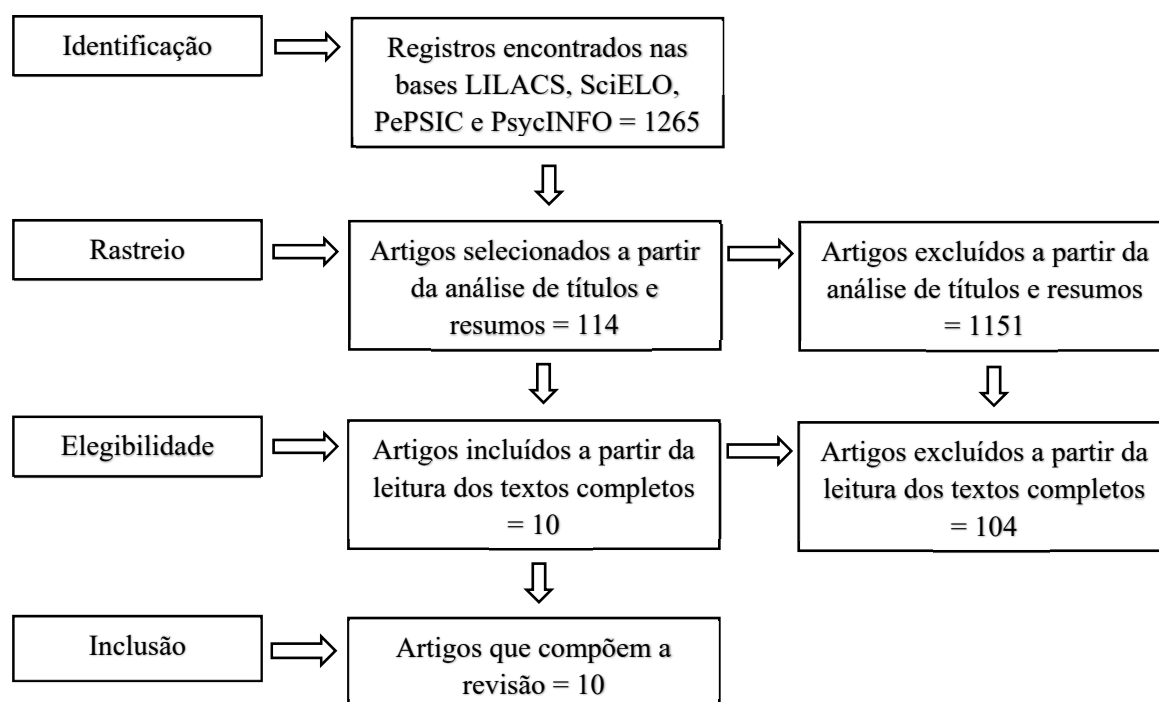 Identificação
Registros encontrados nas
bases LILACS, SciELO,
PePSIC e PsycINFO = 1265
Rastreio
Artigos selecionados a partir
da análise de títulos e
resumos = 114
Artigos excluídos a partir da
análise de títulos e resumos
= 1151
Elegibilidade
Artigos incluídos a partir da
leitura dos textos completos
= 10
Artigos excluídos a partir da
leitura dos textos completos
= 104
Inclusão
Artigos que compõem a
revisão = 10